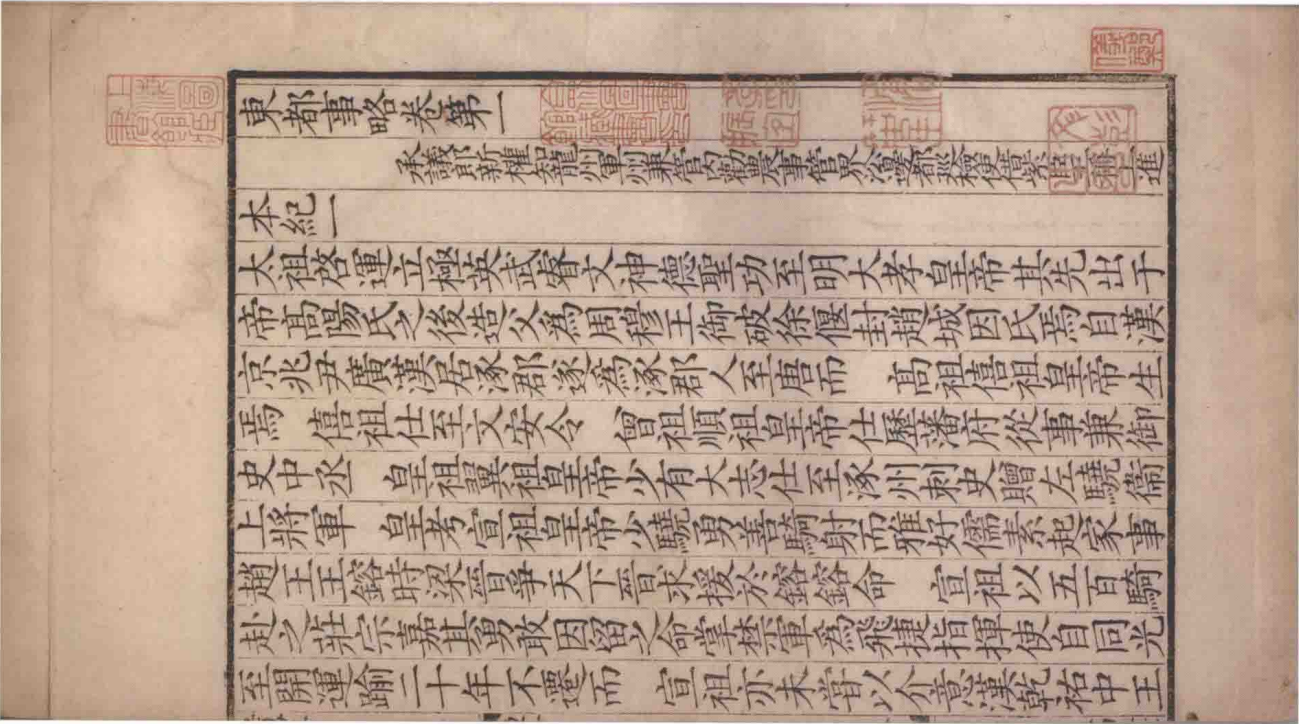 東都事略卷第一
承議郎新權知龍州軍州兼管內勸農事管界沿邊都巡檢使借紫臣王稱上進
本紀一
太祖啓運立極英武睿文神德聖功至明大孝皇帝其先出于
帝髙陽氏之後造父爲周穆王御破徐偃封趙城因氏焉自漢
京兆尹廣漢居涿郡遂爲涿郡人至唐而 髙祖僖祖皇帝生
焉 僖祖仕至文安令 曾祖順祖皇帝仕歷藩府從事兼御
史中丞 皇祖翼祖皇帝少有大志仕至涿州刺史贈左驍衞
上將軍 皇考宣祖皇帝少驍勇善騎射而雅好儒素起家事
趙王王鎔時梁晉爭天下晉求援於鎔鎔命 宣祖以五百騎
赴之莊宗嘉其勇敢因留之命掌禁軍爲飛捷指揮使自同光
至開運踰二十年不遷而 宣祖亦未甞以介意漢乾祐中王